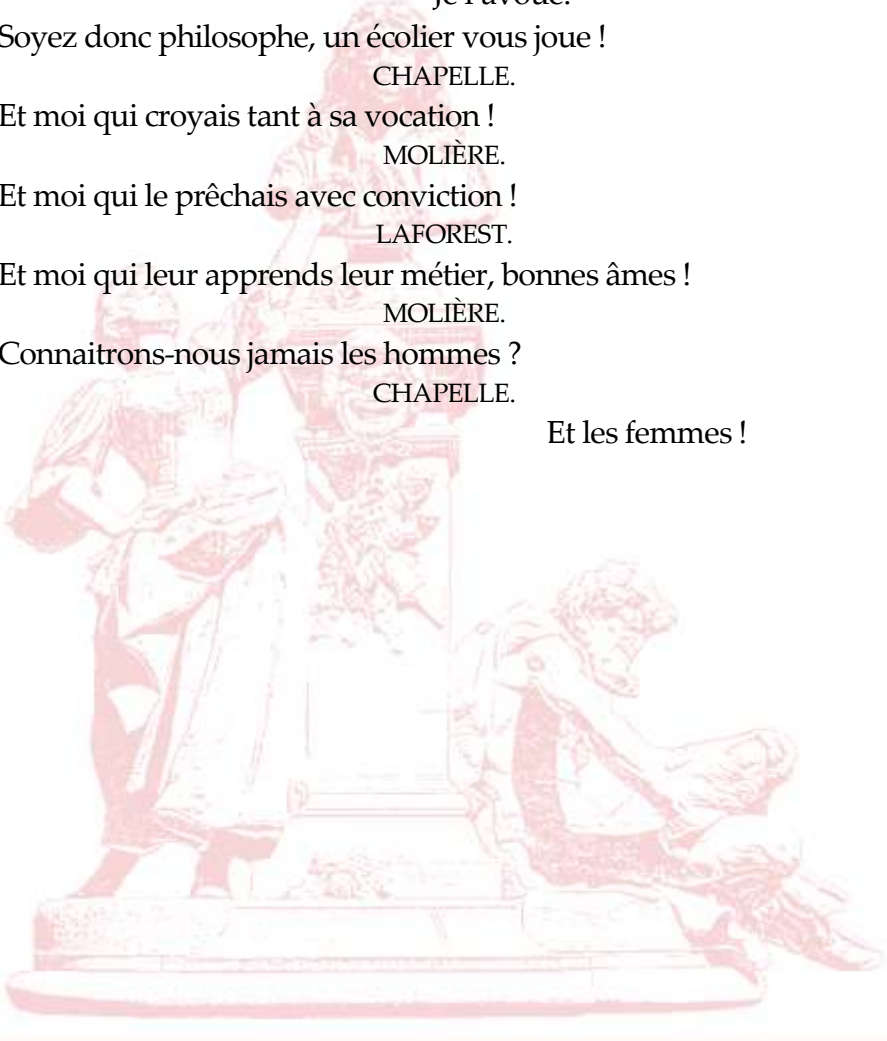 je l'avoue.
Soyez donc philosophe, un écolier vous joue !
CHAPELLE.
Et moi qui croyais tant à sa vocation !
MOLIÈRE.
Et moi qui le prêchais avec conviction !
LAFOREST.
Et moi qui leur apprends leur métier, bonnes âmes !
MOLIÈRE.
Connaitrons-nous jamais les hommes ?
CHAPELLE.
Et les femmes !